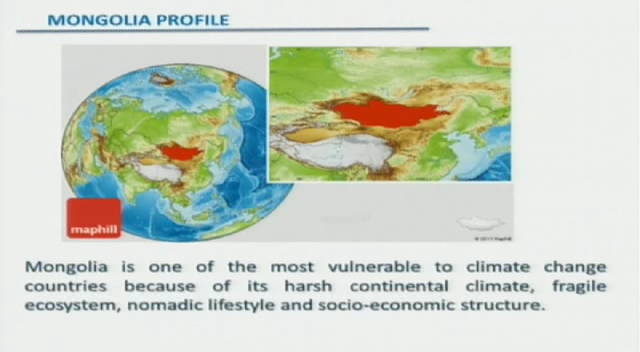 MONGOLIA PROFILE
maphill
Mongolia is one of the most vulnerable to climate change
countries because of its harsh continental climate, fragile
ecosystem, nomadic lifestyle and socio-economic structure.